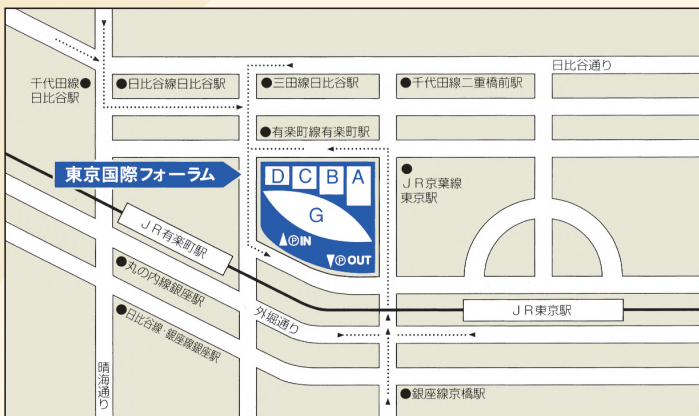 日比谷通り
千代田線
日比谷駅
●日比谷線日比谷駅
●三田線日比谷駅
●千代田線二重橋前駅
●有楽町線有楽町駅
東京国際フォーラム
D C B A
G
ⓅIN
ⓅOUT
JR京葉線
東京駅
JR有楽町駅
丸の内線銀座駅
日比谷線・銀座線銀座駅
外堀通り
JR東京駅
晴海通り
●銀座線京橋駅